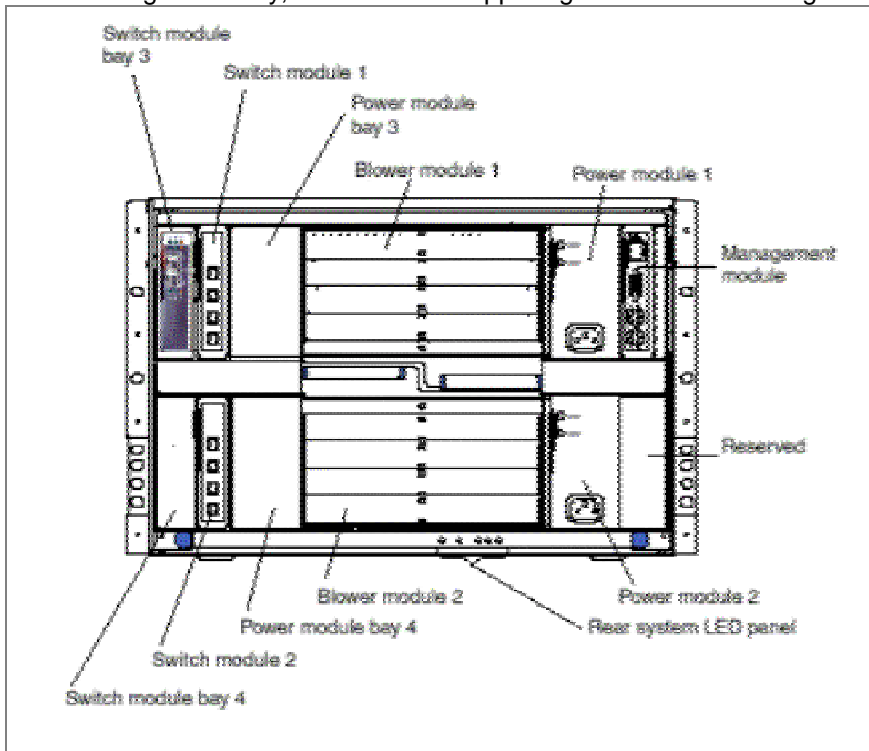 Switch module
bay 3
Switch module 1
Power module
bay 3
Blower module 1
Power module 1
Management
module
Reserved
Blower module 2
Power module 2
Power module bay 4
Rear system LED panel
Switch module 2
Switch module bay 4